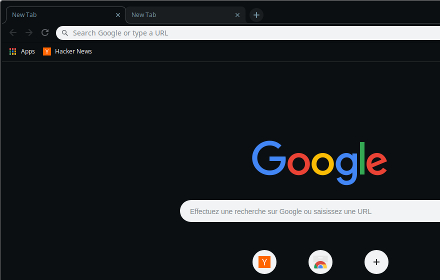 New Tab
New Tab
Search Google or type a URL
Apps
Y Hacker News
Google
Effectuez une recherche sur Google ou saisissez une URL
Y